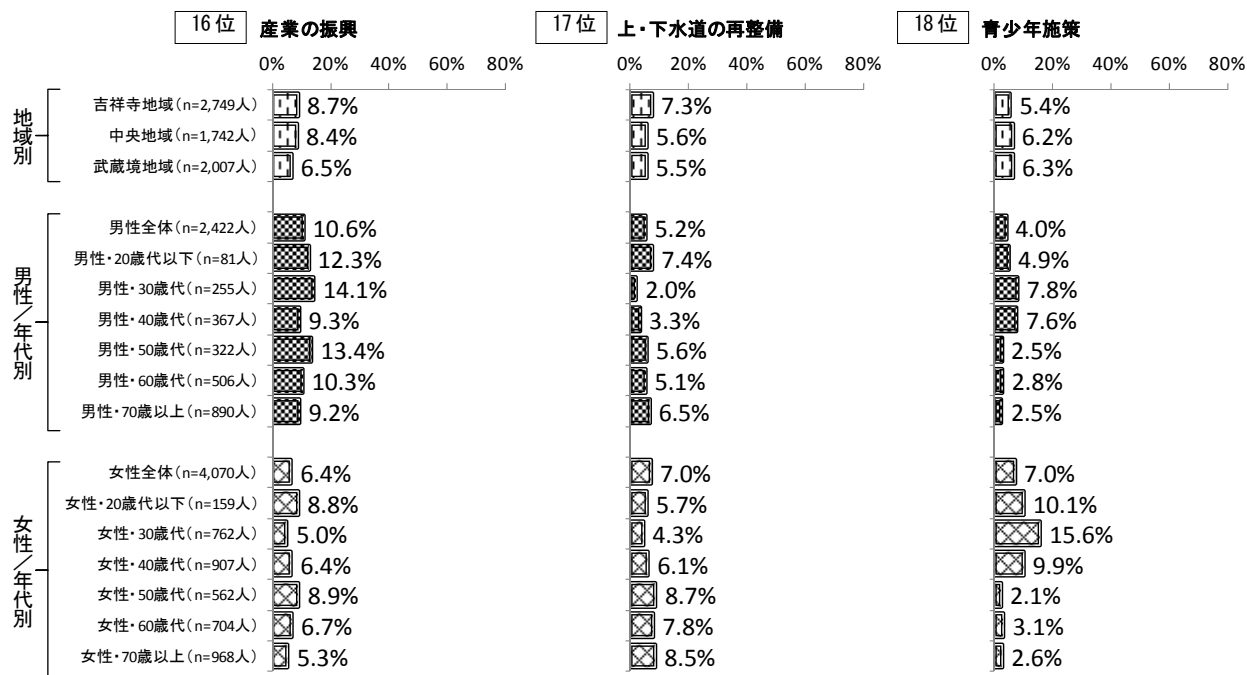 16位 産業の振興
17位 上・下水道の再整備
18位 青少年施策
0% 20% 40% 60% 80%
0% 20% 40% 60% 80%
0% 20% 40% 60% 80%
地域別
吉祥寺地域(n=2,749人) 8.7% 7.3% 5.4%
中央地域(n=1,742人) 8.4% 5.6% 6.2%
武蔵境地域(n=2,007人) 6.5% 5.5% 6.3%
男性/年代別
男性全体(n=2,422人) 10.6% 5.2% 4.0%
男性・20歳代以下(n=81人) 12.3% 7.4% 4.9%
男性・30歳代(n=255人) 14.1% 2.0% 7.8%
男性・40歳代(n=367人) 9.3% 3.3% 7.6%
男性・50歳代(n=322人) 13.4% 5.6% 2.5%
男性・60歳代(n=506人) 10.3% 5.1% 2.8%
男性・70歳以上(n=890人) 9.2% 6.5% 2.5%
女性/年代別
女性全体(n=4,070人) 6.4% 7.0% 7.0%
女性・20歳代以下(n=159人) 8.8% 5.7% 10.1%
女性・30歳代(n=762人) 5.0% 4.3% 15.6%
女性・40歳代(n=907人) 6.4% 6.1% 9.9%
女性・50歳代(n=562人) 8.9% 8.7% 2.1%
女性・60歳代(n=704人) 6.7% 7.8% 3.1%
女性・70歳以上(n=968人) 5.3% 8.5% 2.6%